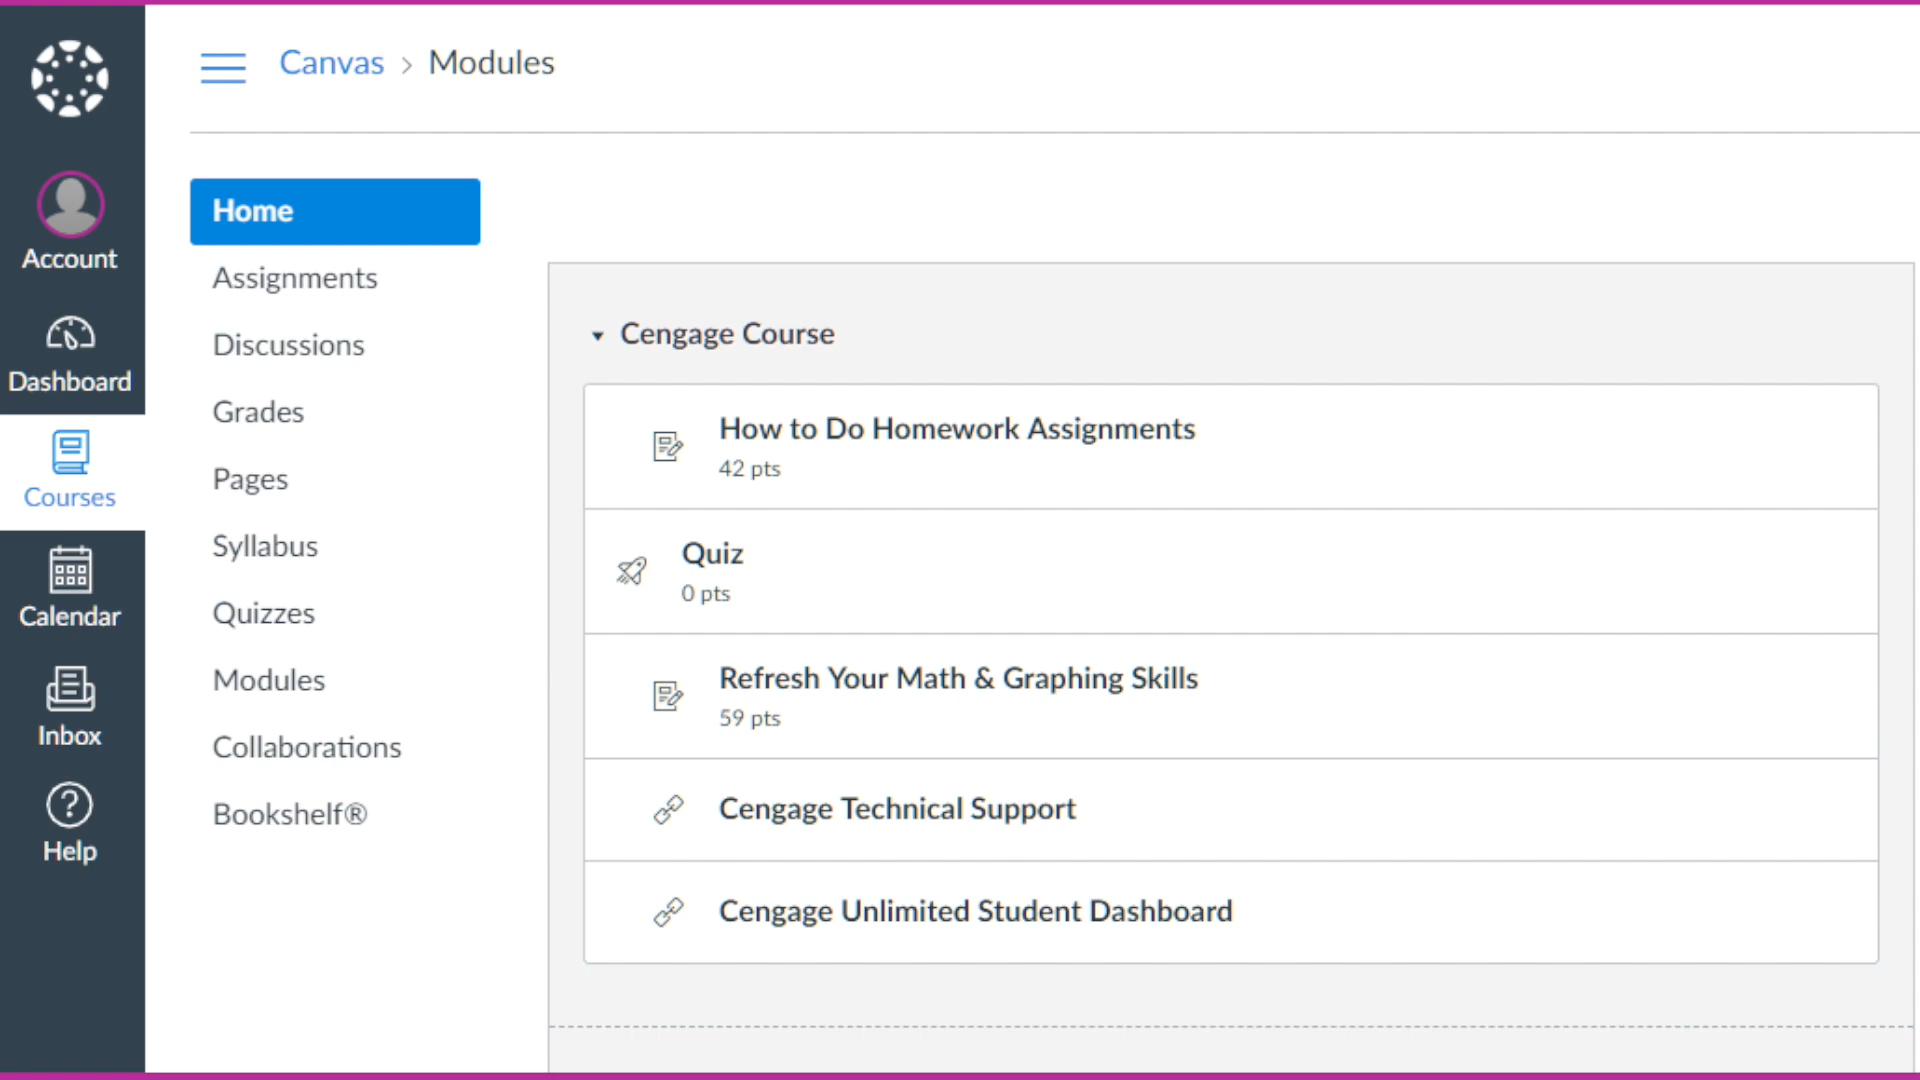 Canvas > Modules
Account
Dashboard
Courses
Calendar
Inbox
Help
Home
Assignments
Discussions
Grades
Pages
Syllabus
Quizzes
Modules
Collaborations
Bookshelf®
Cengage Course
How to Do Homework Assignments
42 pts
Quiz
0 pts
Refresh Your Math & Graphing Skills
59 pts
Cengage Technical Support
Cengage Unlimited Student Dashboard